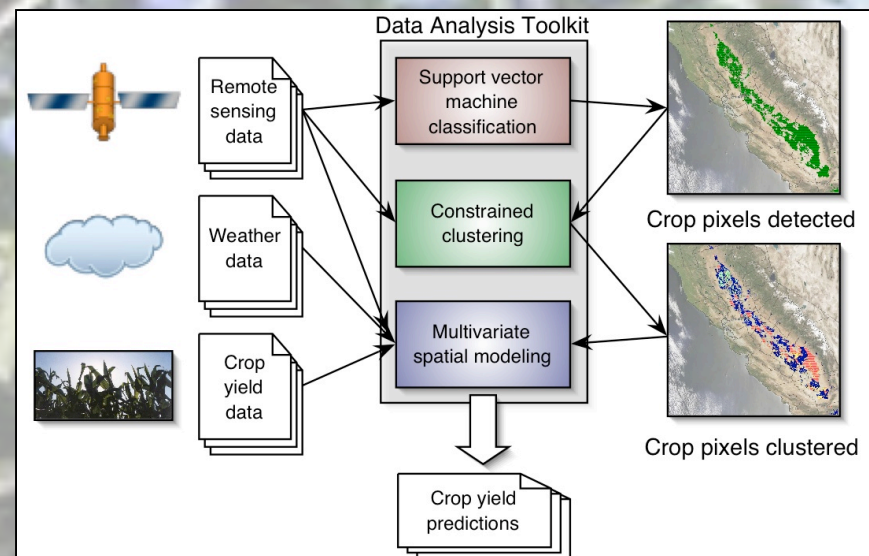 Data Analysis Toolkit
Remote
sensing
data
Support vector
machine
classification
Crop pixels detected
Weather
data
Constrained
clustering
Crop
yield
data
Multivariate
spatial modeling
Crop pixels clustered
Crop yield
predictions